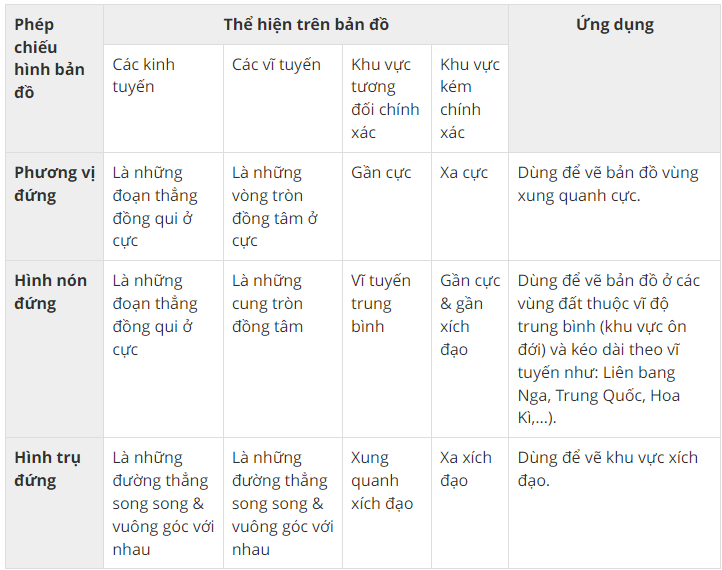 Phép
chiếu
hình bản
đồ
Thể hiện trên bản đồ
Ứng dụng
Các kinh
tuyến
Các vĩ tuyến
Khu vực
tương
đối chính
xác
Khu vực
kém
chính
xác
Phương vị
đứng
Là những
đoạn thẳng
đồng qui ở
cực
Là những
vòng tròn
đồng tâm ở
cực
Gần cực
Xa cực
Dùng để vẽ bản đồ vùng
xung quanh cực.
Hình nón
đứng
Là những
đoạn thẳng
đồng qui ở
cực
Là những
cung tròn
đồng tâm
Vĩ tuyến
trung
bình
Gần cực
& gần
xích
đạo
Dùng để vẽ bản đồ ở các
vùng đất thuộc vĩ độ
trung bình (khu vực ôn
đới) và kéo dài theo vĩ
tuyến như: Liên bang
Nga, Trung Quốc, Hoa
Kì,...).
Hình trụ
đứng
Là những
đường thẳng
song song &
vuông góc với
nhau
Là những
đường thẳng
song song &
vuông góc với
nhau
Xung
quanh
xích đạo
Xa xích
đạo
Dùng để vẽ khu vực xích
đạo.